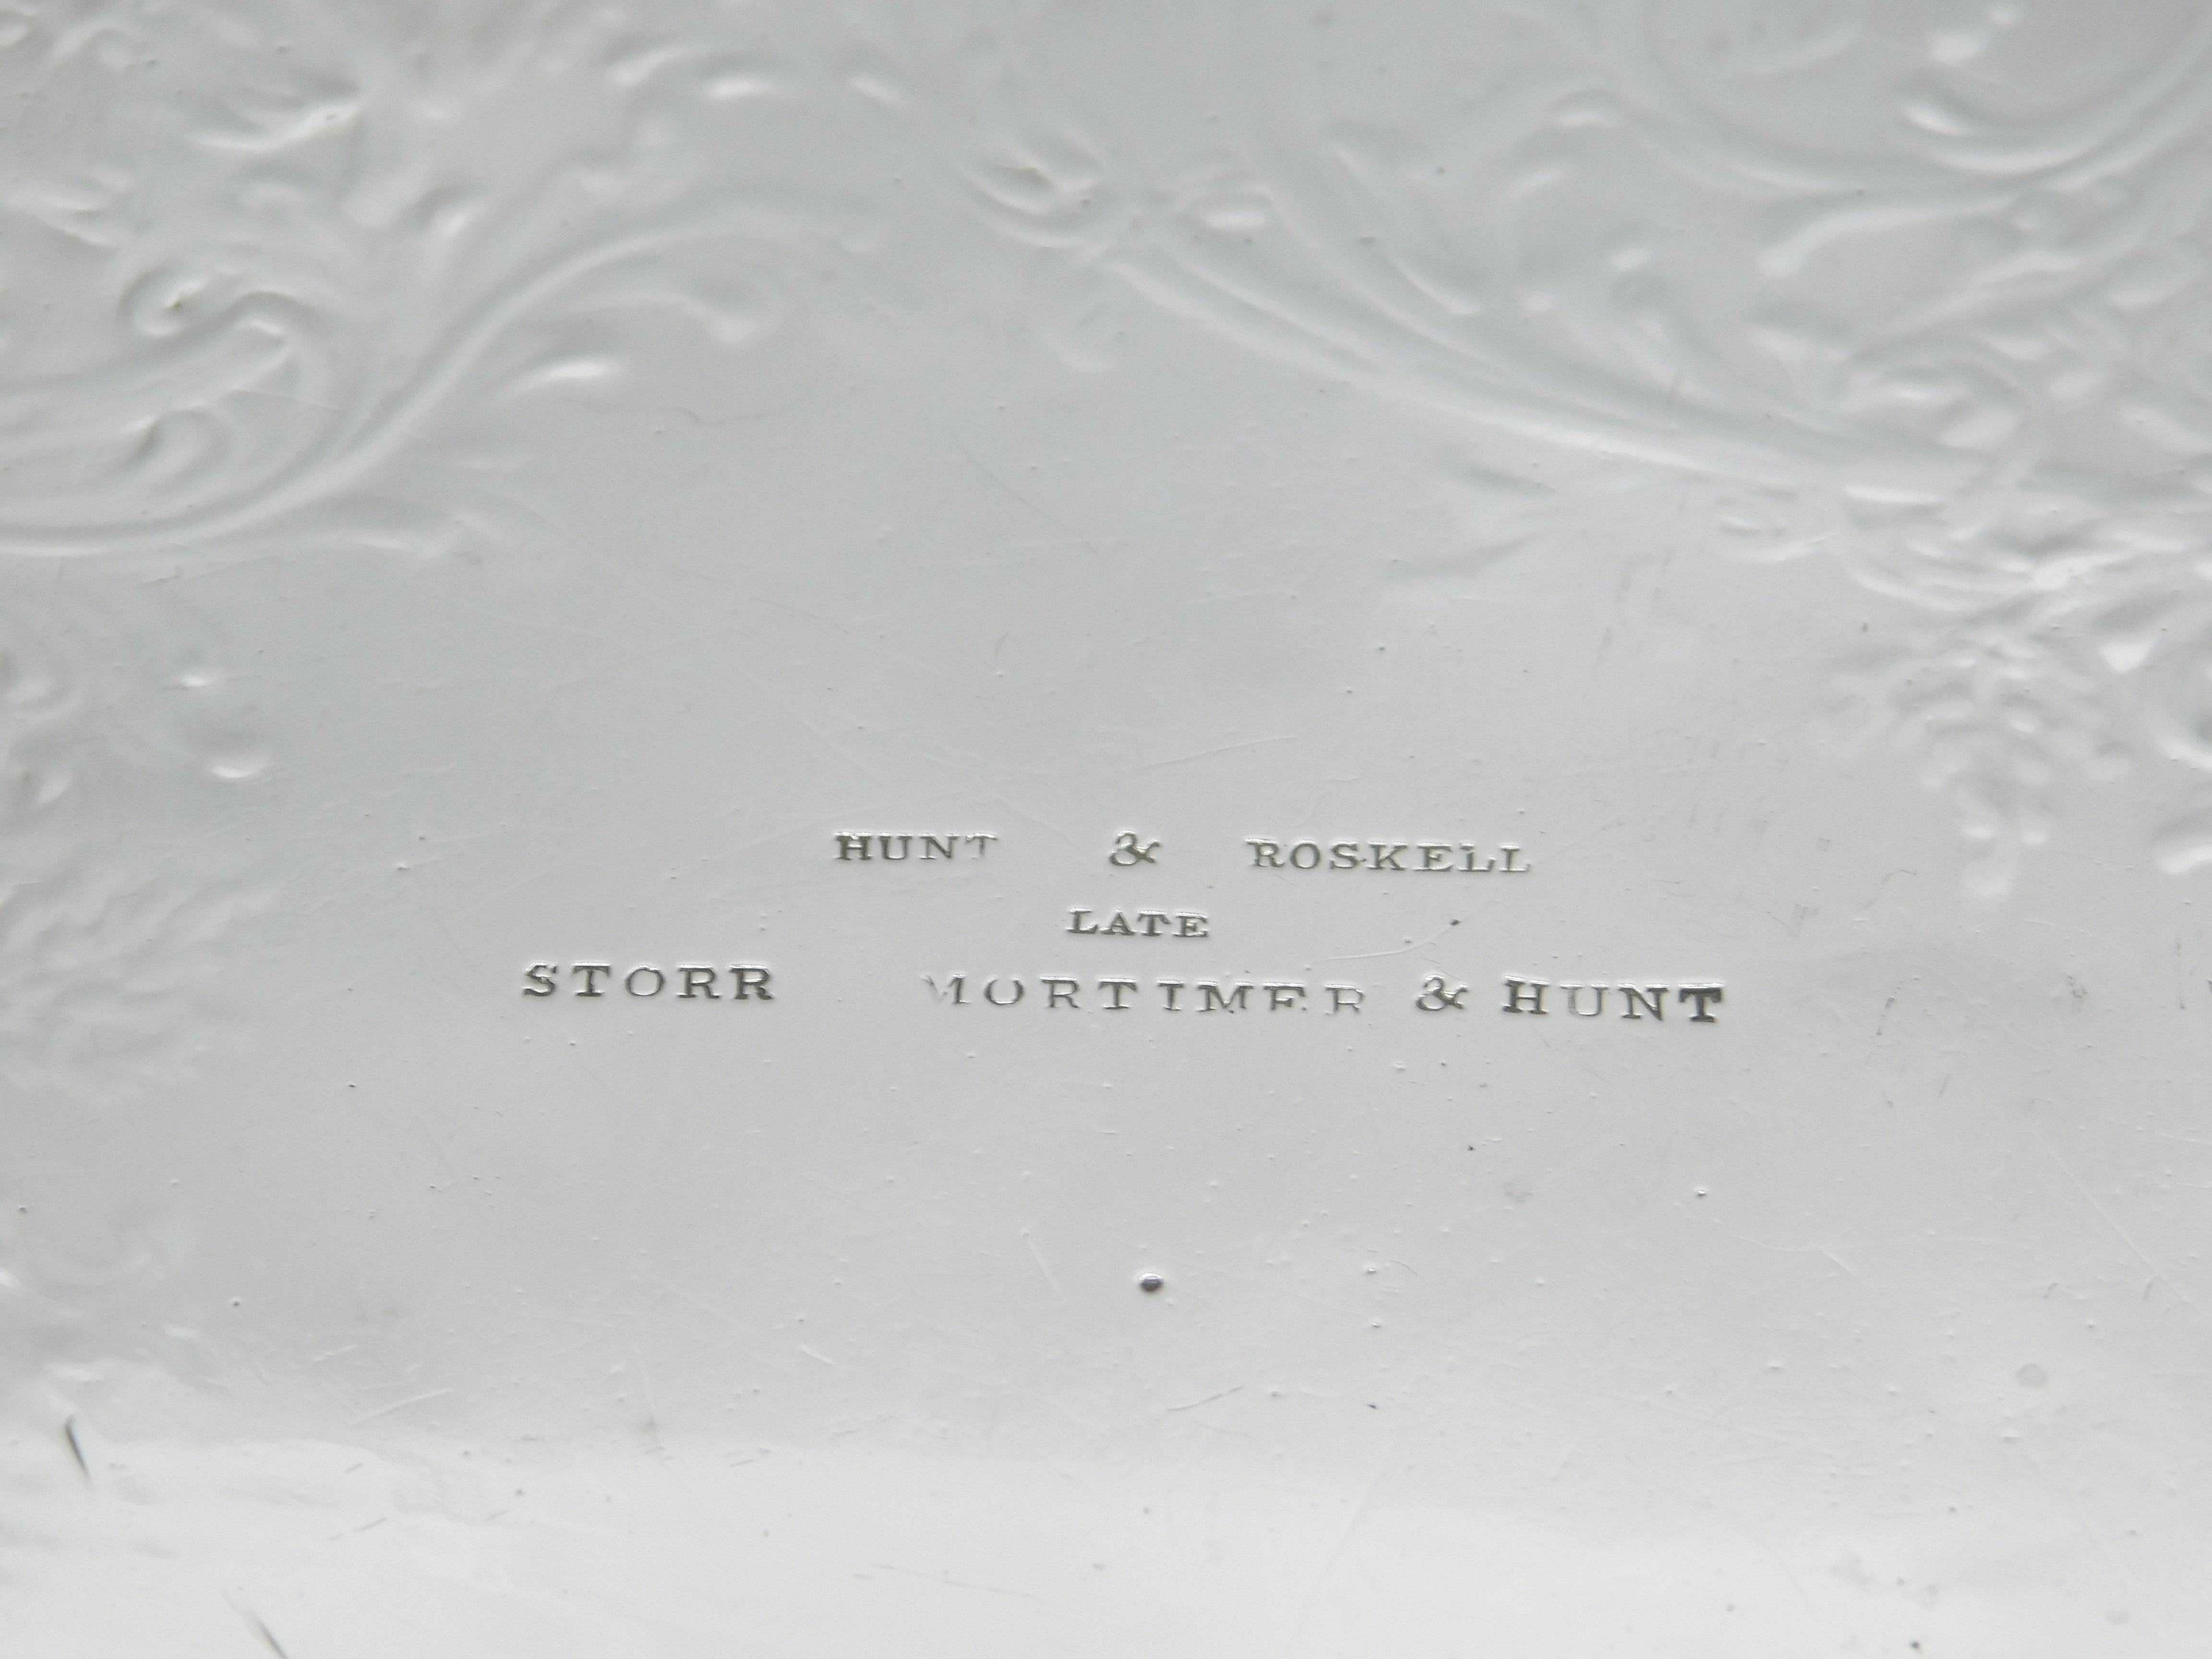 HUNT & ROSKELL
LATE
STORR MORTIMER & HUNT